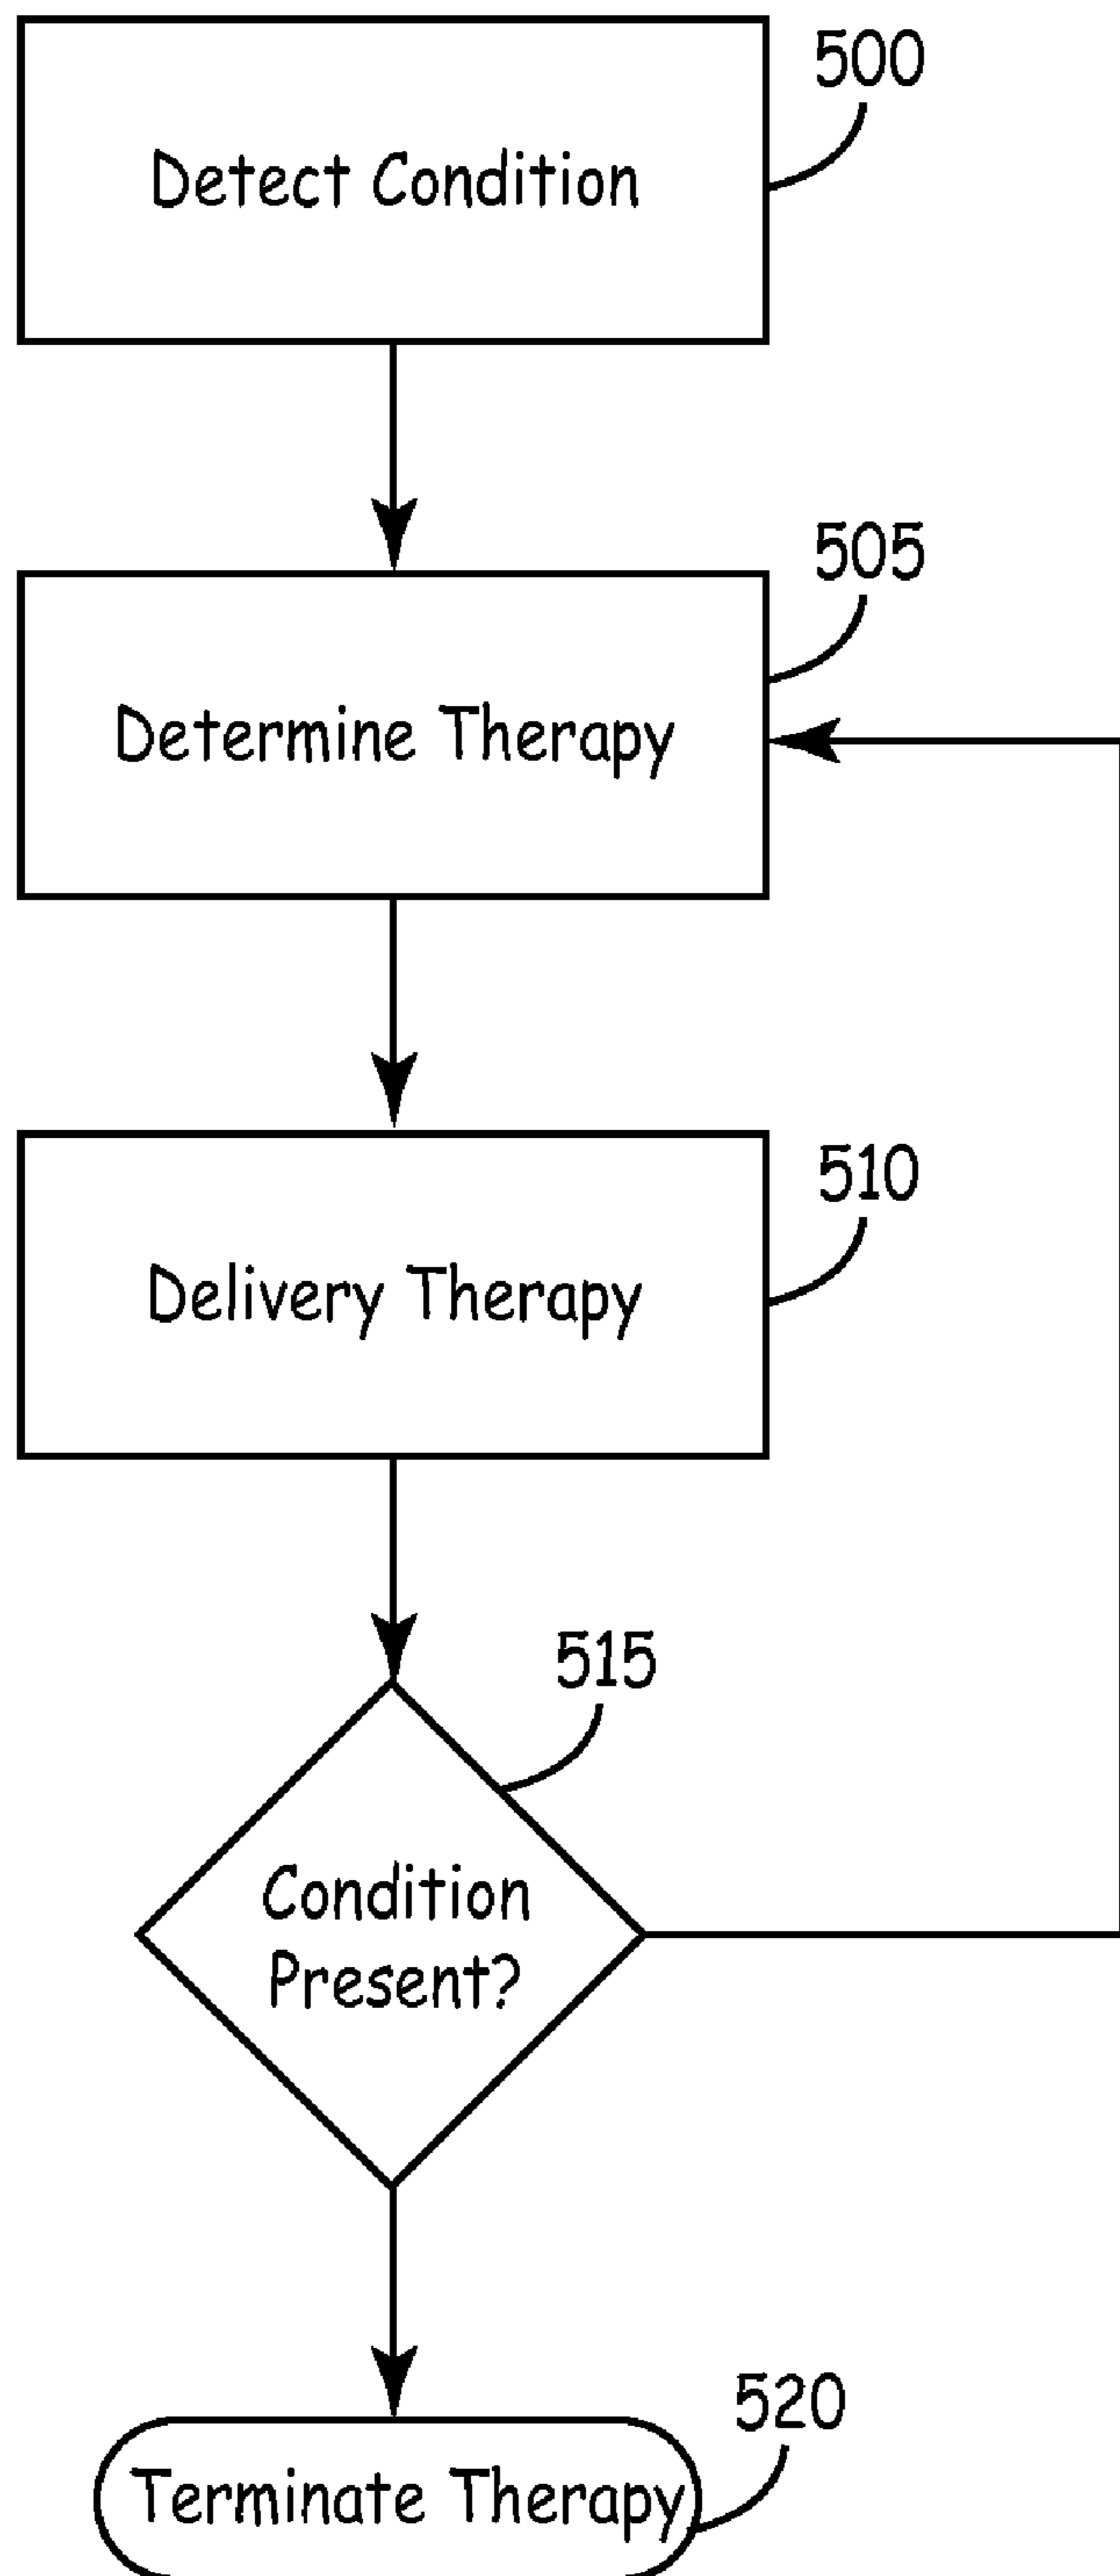 500
Detect Condition
505
Determine Therapy
510
Delivery Therapy
515
Condition
Present?
520
Terminate Therapy